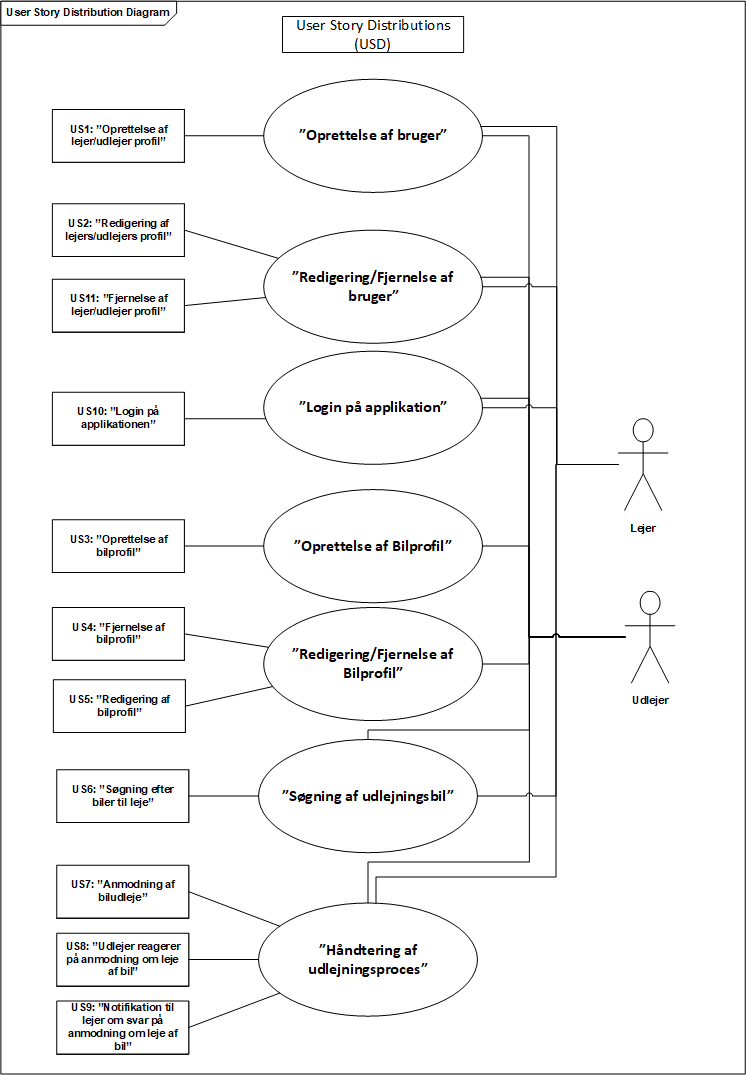 User Story Distribution Diagram
User Story Distributions
(USD)
US1: ”Oprettelse af
lejer/udlejer profil”
”Oprettelse af bruger”
US2: ”Redigering af
lejers/udlejers profil”
”Redigering/Fjernelse af
bruger”
US11: ”Fjernelse af
lejer/udlejer profil”
US10: ”Login på
applikationen”
”Login på applikation”
Lejer
US3: ”Oprettelse af
bilprofil”
”Oprettelse af Bilprofil”
US4: ”Fjernelse af
bilprofil”
”Redigering/Fjernelse af
Bilprofil”
US5: ”Redigering af
bilprofil”
Udlejer
US6: ”Søgning efter
biler til leje”
”Søgning af udlejningsbil”
US7: ”Anmodning af
biludleje”
US8: ”Udlejer reagerer
på anmodning om leje
af bil”
”Håndtering af
udlejningsproces”
US9: ”Notifikation til
lejer om svar på
anmodning om leje af
bil”